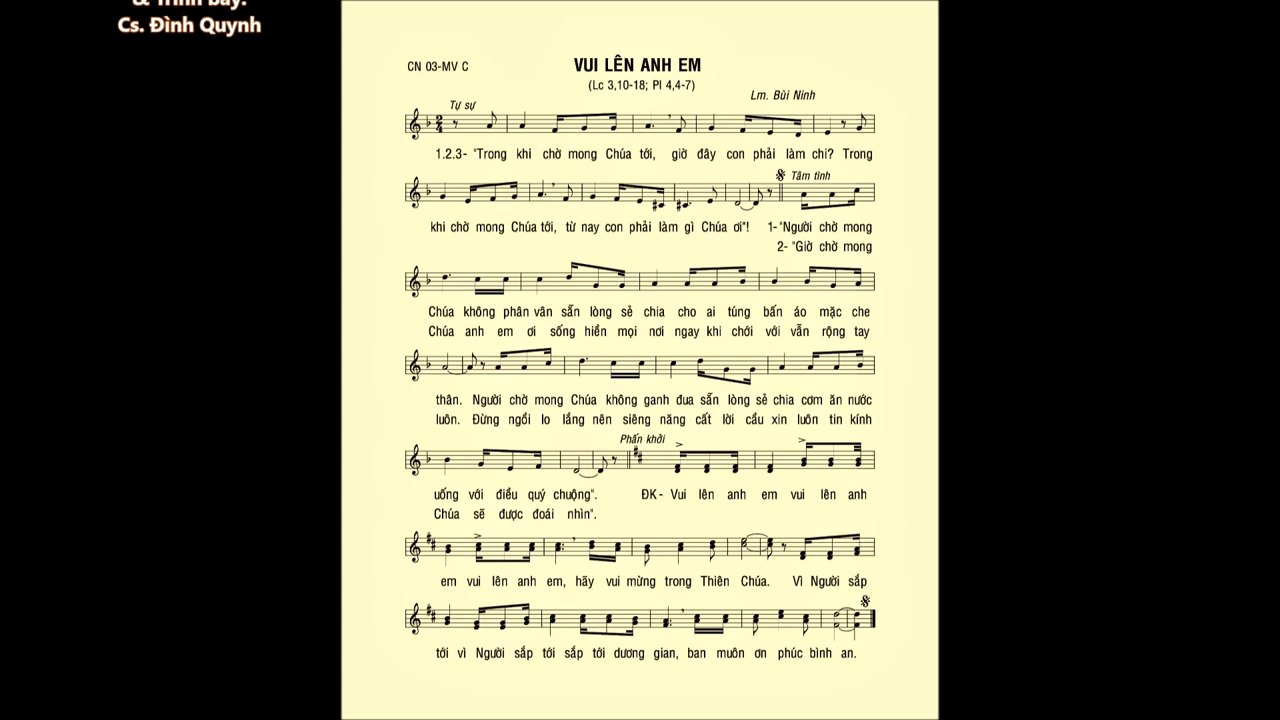 & Trình bày:
Cs. Đình Quynh
CN 03-MV C
VUI LÊN ANH EM
(Lc 3,10-18; Pl 4,4-7)
Lm. Bùi Ninh
Tự sự
1.2.3- "Trong khi chờ mong Chúa tới, giờ đây con phải làm chi? Trong
Tâm tình
khi chờ mong Chúa tới, từ nay con phải làm gì Chúa ơi"! 1- "Người chờ mong
2- "Giờ chờ mong
Chúa không phân vân sẵn lòng sẻ chia cho ai túng bấn áo mặc che
Chúa anh em ơi sống hiền mọi nơi ngay khi chới với vẫn rộng tay
thân. Người chờ mong Chúa không ganh đua sẵn lòng sẻ chia cơm ăn nước
luôn. Đừng ngồi lo lắng nên siêng năng cất lời cầu xin luôn tin kính
Phấn khởi
uống với điều quý chuộng". ĐK- Vui lên anh em vui lên anh
Chúa sẽ được đoái nhìn".
em vui lên anh em, hãy vui mừng trong Thiên Chúa. Vì Người sắp
tới vì Người sắp tới sắp tới dương gian, ban muôn ơn phúc bình an.